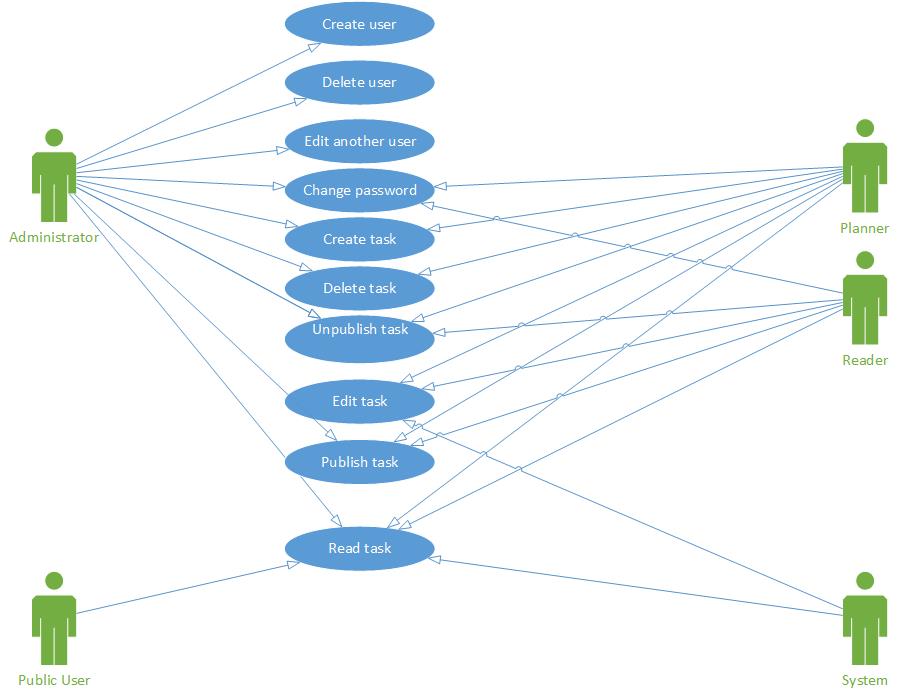 Create user
Delete user
Edit another user
Change password
Create task
Delete task
Unpublish task
Edit task
Publish task
Read task
Administrator
Public User
Planner
Reader
System